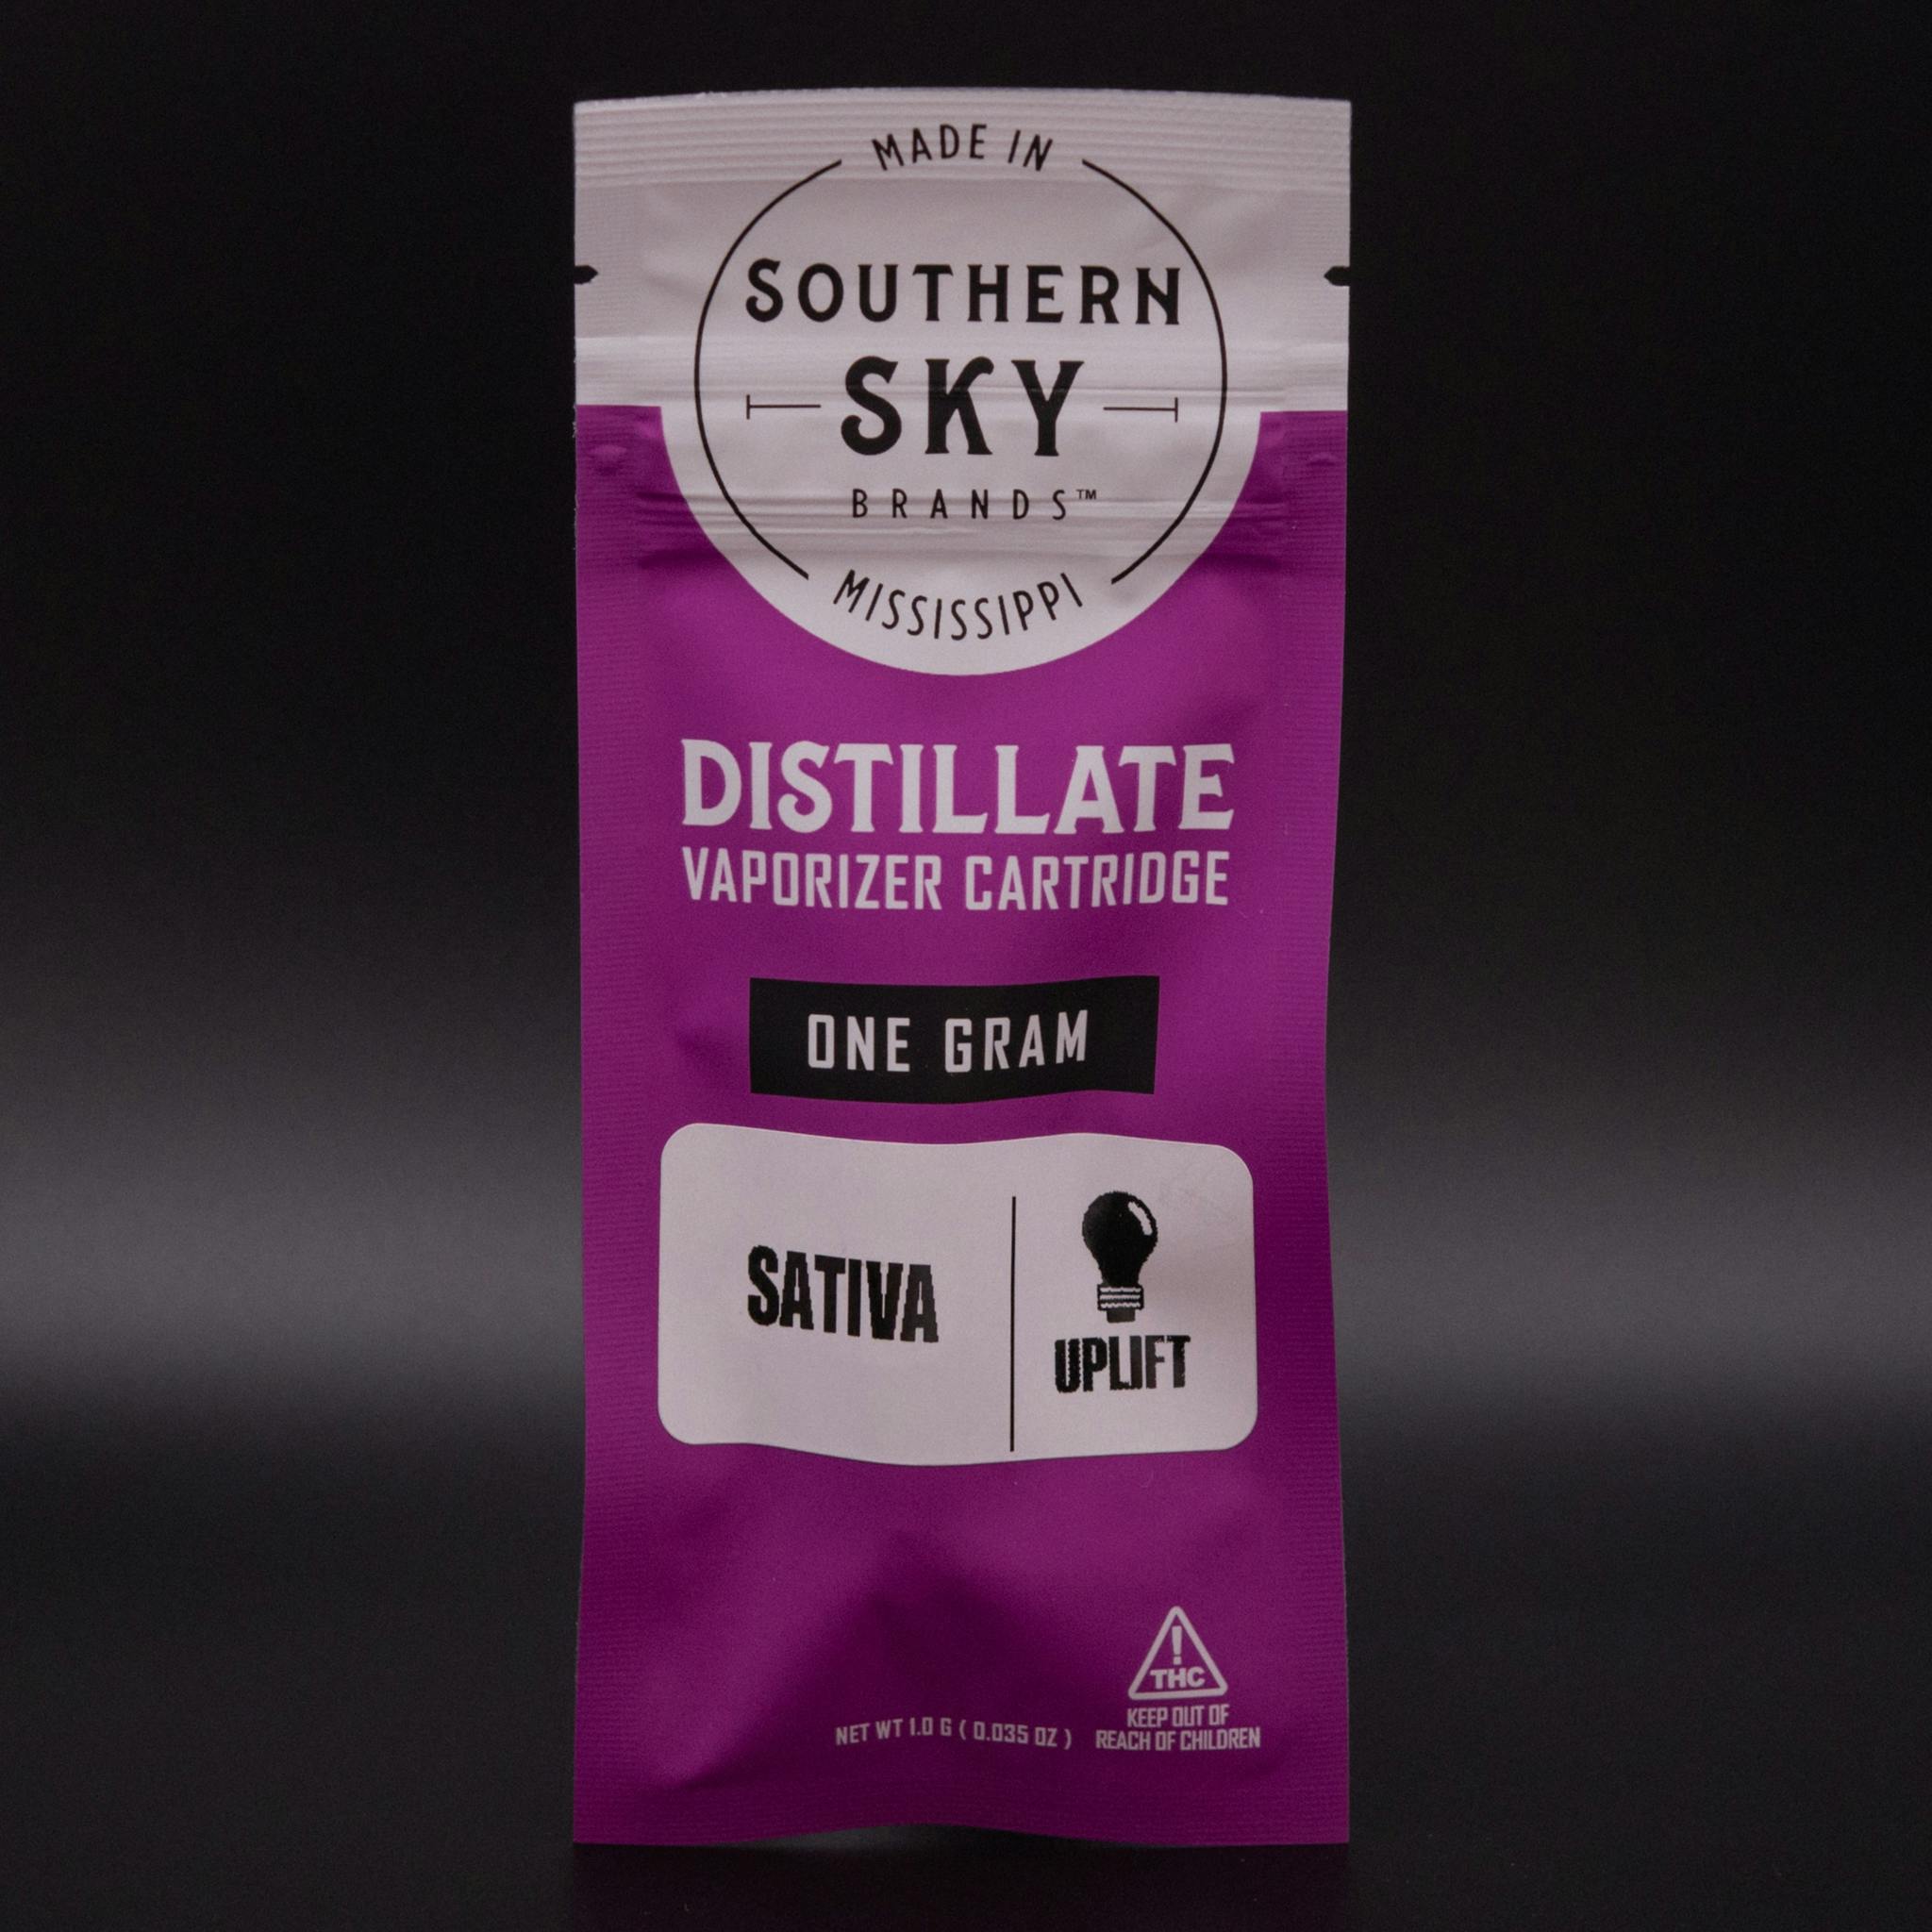 MADE IN
SOUTHERN
SKY
BRANDS™
MISSISSIPPI
DISTILLATE
VAPORIZER CARTRIDGE
ONE GRAM
SATIVA
UPLIFT
!
THC
NET WT 1.0 G ( 0.035 OZ )
KEEP OUT OF
REACH OF CHILDREN